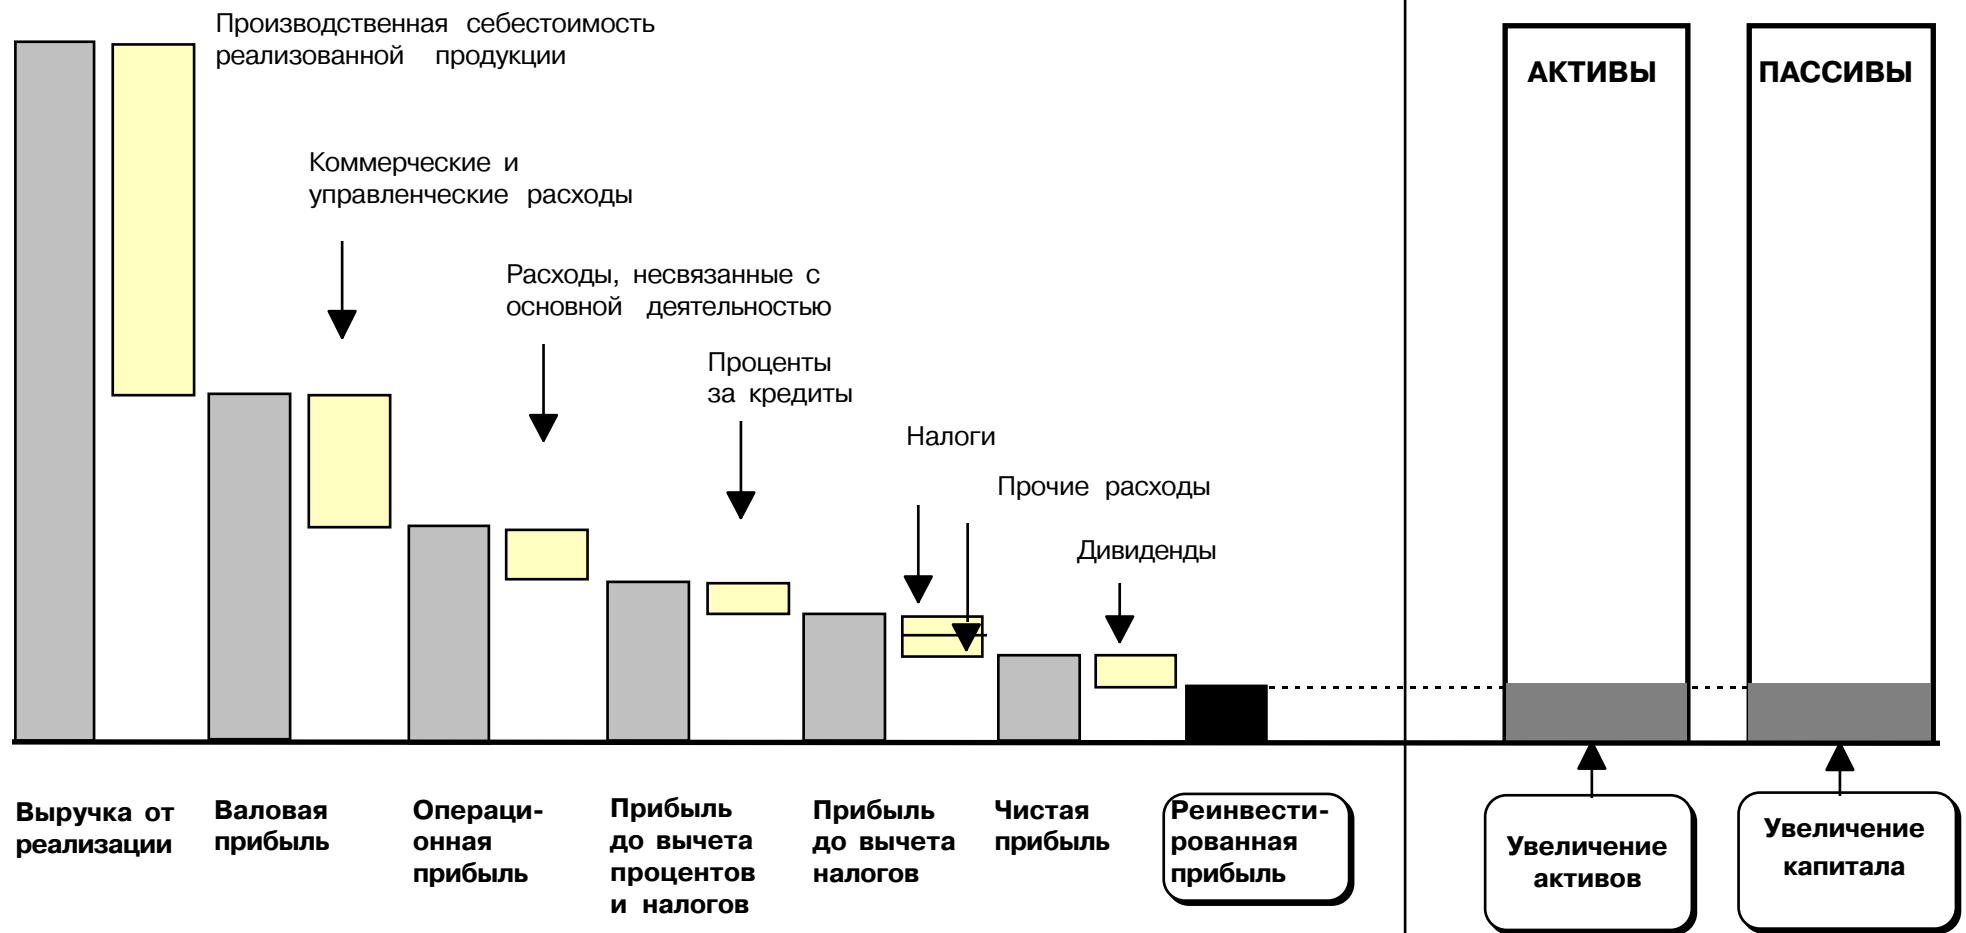 Производственная себестоимость
реализованной продукции
АКТИВЫ
ПАССИВЫ
Коммерческие и
управленческие расходы
Расходы, несвязанные с
основной деятельностью
Проценты
за кредиты
Налоги
Прочие расходы
Дивиденды
Выручка от
реализации
Валовая
прибыль
Операци-
онная
прибыль
Прибыль
до вычета
процентов
и налогов
Прибыль
до вычета
налогов
Чистая
прибыль
Реинвести-
рованная
прибыль
Увеличение
активов
Увеличение
капитала